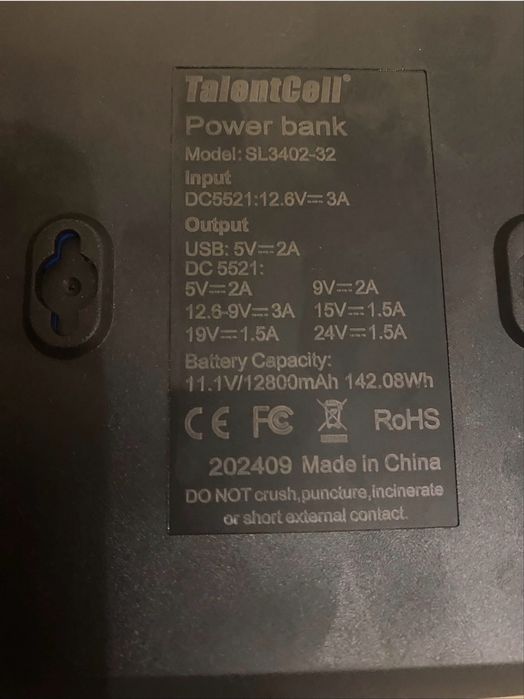 TalentCell®
Power bank
Model: SL3402-32
Input
DC5521:12.6V⎓3A
Output
USB: 5V⎓2A
DC 5521:
5V⎓2A 9V⎓2A
12.6-9V⎓3A 15V⎓1.5A
19V⎓1.5A 24V⎓1.5A
Battery Capacity:
11.1V/12800mAh 142.08Wh
CE FC RoHS
202409 Made in China
DO NOT crush,puncture,incinerate
or short external contact.